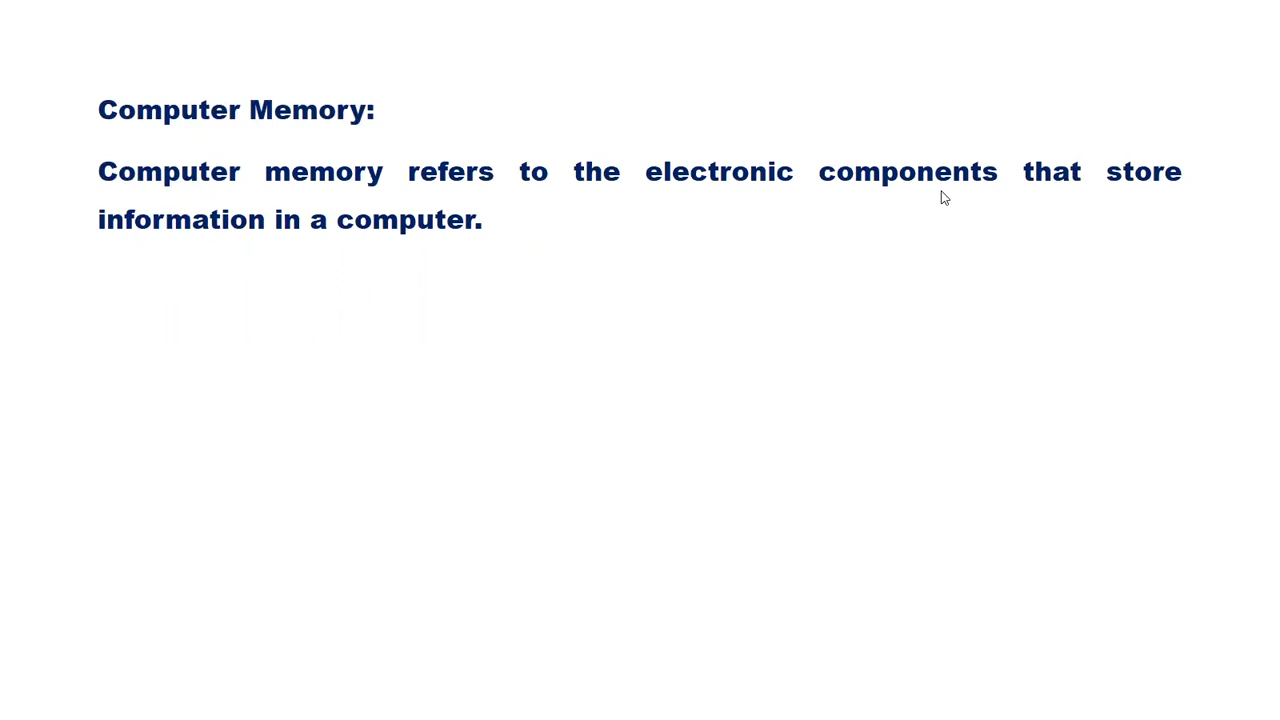 Computer Memory:
Computer memory refers to the electronic components that store
information in a computer.